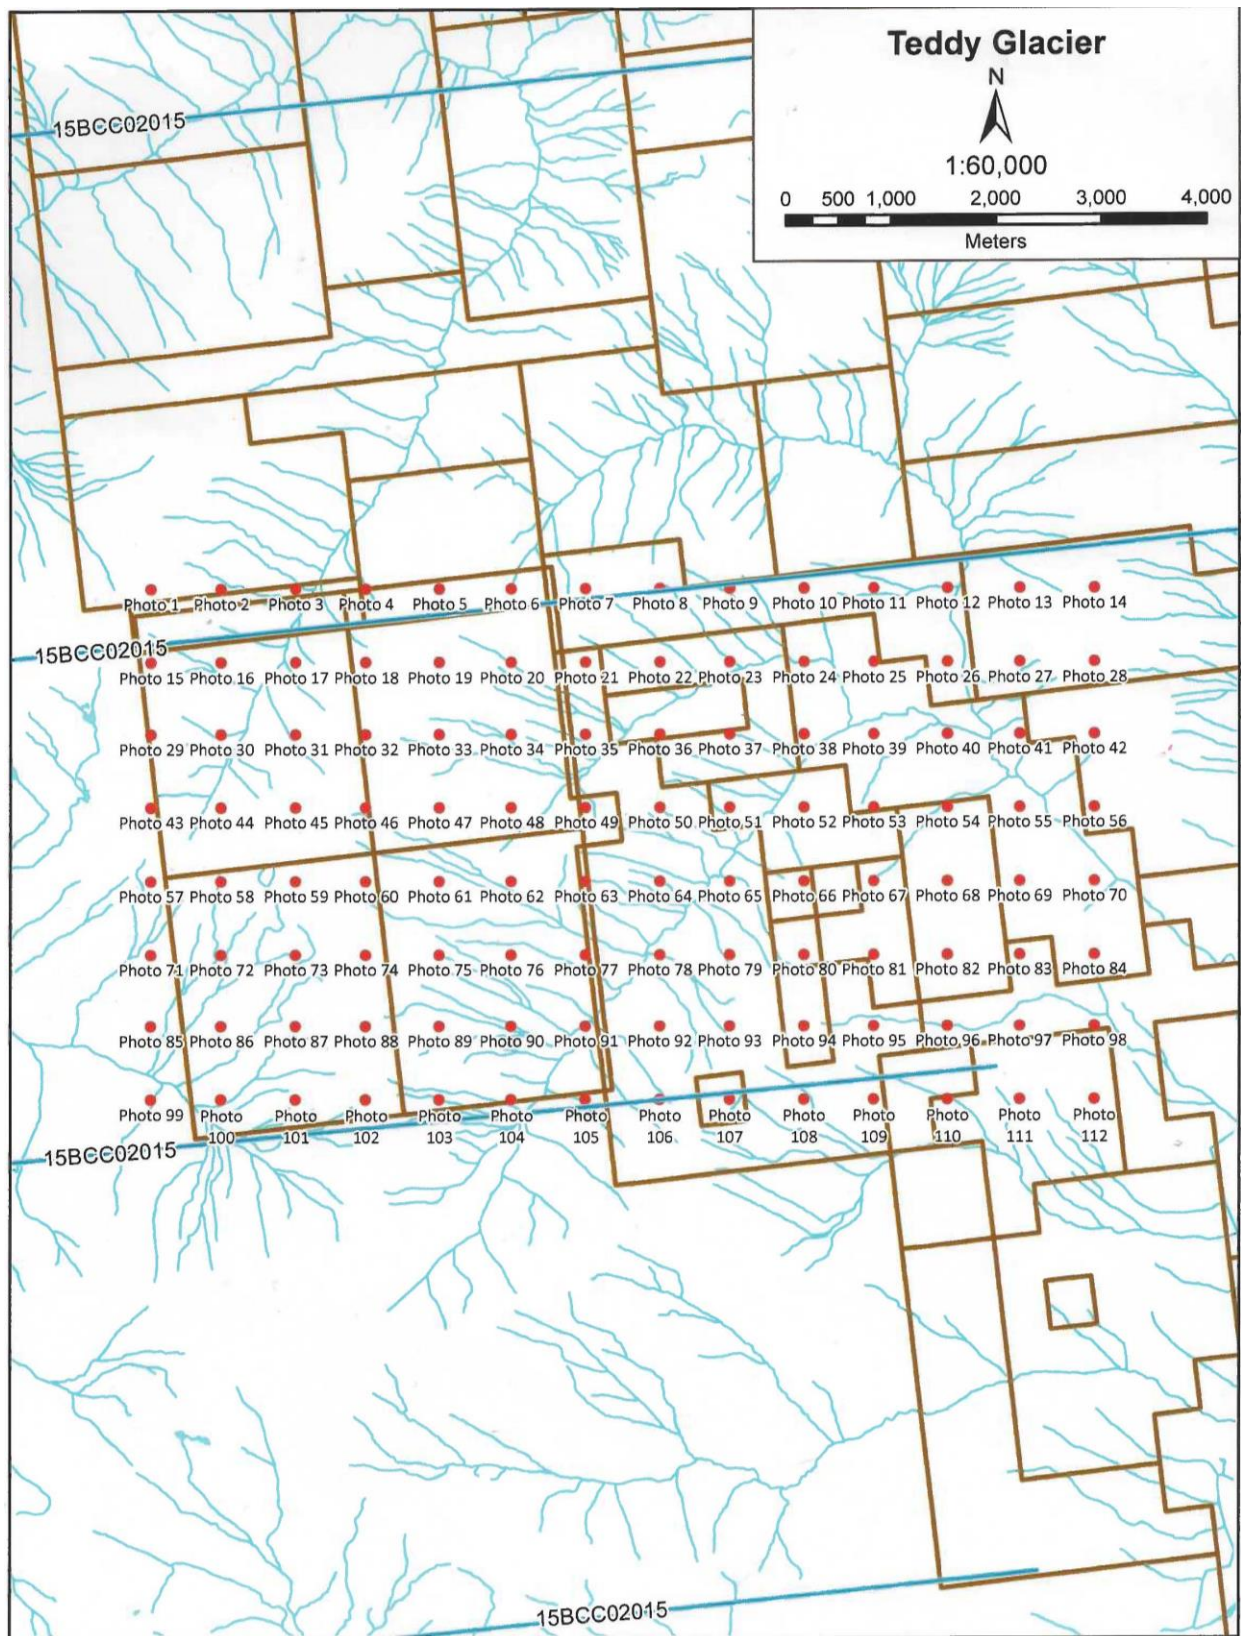 Teddy Glacier
N
1:60,000
0 500 1,000 2,000 3,000 4,000
Meters
15BCC02015
Photo 1 Photo 2 Photo 3 Photo 4 Photo 5 Photo 6 Photo 7 Photo 8 Photo 9 Photo 10 Photo 11 Photo 12 Photo 13 Photo 14
15BCC02015
Photo 15 Photo 16 Photo 17 Photo 18 Photo 19 Photo 20 Photo 21 Photo 22 Photo 23 Photo 24 Photo 25 Photo 26 Photo 27 Photo 28
Photo 29 Photo 30 Photo 31 Photo 32 Photo 33 Photo 34 Photo 35 Photo 36 Photo 37 Photo 38 Photo 39 Photo 40 Photo 41 Photo 42
Photo 43 Photo 44 Photo 45 Photo 46 Photo 47 Photo 48 Photo 49 Photo 50 Photo 51 Photo 52 Photo 53 Photo 54 Photo 55 Photo 56
Photo 57 Photo 58 Photo 59 Photo 60 Photo 61 Photo 62 Photo 63 Photo 64 Photo 65 Photo 66 Photo 67 Photo 68 Photo 69 Photo 70
Photo 71 Photo 72 Photo 73 Photo 74 Photo 75 Photo 76 Photo 77 Photo 78 Photo 79 Photo 80 Photo 81 Photo 82 Photo 83 Photo 84
Photo 85 Photo 86 Photo 87 Photo 88 Photo 89 Photo 90 Photo 91 Photo 92 Photo 93 Photo 94 Photo 95 Photo 96 Photo 97 Photo 98
Photo 99 Photo Photo Photo Photo Photo Photo Photo Photo Photo Photo Photo Photo Photo
100 101 102 103 104 105 106 107 108 109 110 111 112
15BCC02015
15BCC02015